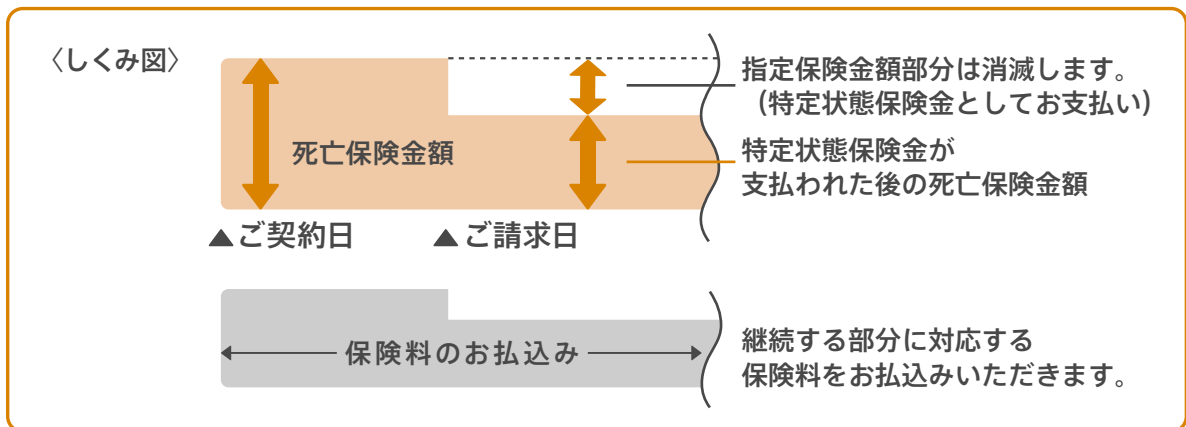 〈しくみ図〉
指定保険金額部分は消滅します。
（特定状態保険金としてお支払い）
死亡保険金額
特定状態保険金が
支払われた後の死亡保険金額
▲ご契約日
▲ご請求日
保険料のお払込み
継続する部分に対応する
保険料をお払込みいただきます。